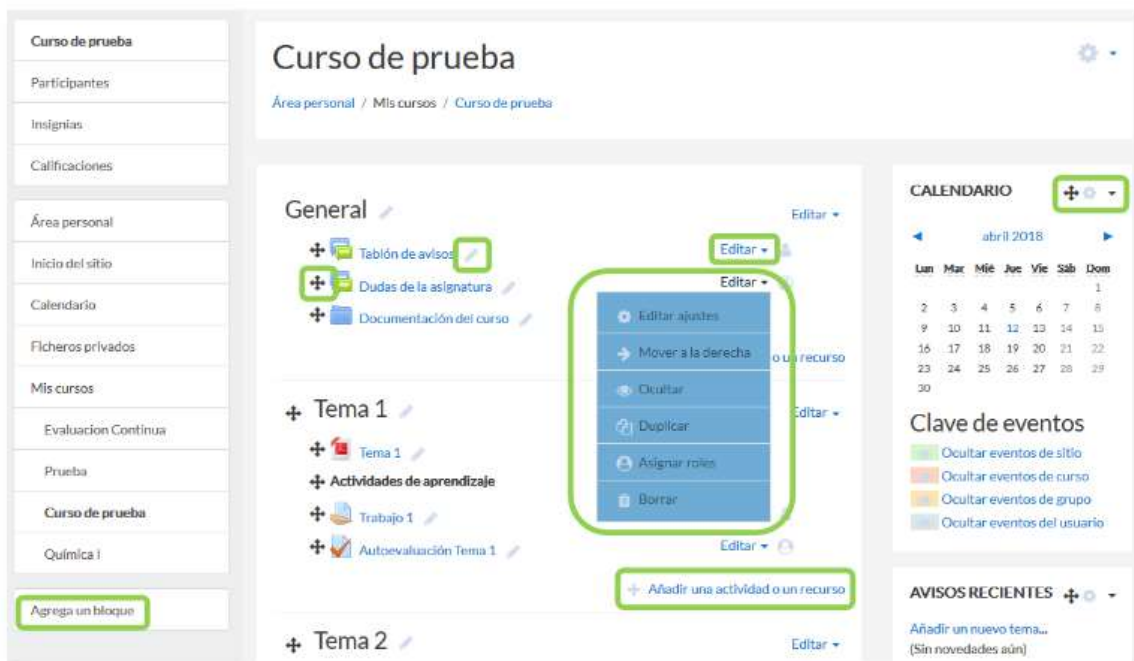 Curso de prueba
Participantes
Insignias
Calificaciones
Área personal
Inicio del sitio
Calendario
Ficheros privados
Mis cursos
Evaluacion Continua
Prueba
Curso de prueba
Química I
Agrega un bloque
Curso de prueba
Área personal / Mis cursos / Curso de prueba
General
Editar
Tablón de avisos
Editar
Dudas de la asignatura
Editar
Documentación del curso
Editar ajustes
Mover a la derecha
Ocultar
Duplicar
Asignar roles
Borrar
o un recurso
Tema 1
Editar
Tema 1
Actividades de aprendizaje
Trabajo 1
Autoevaluación Tema 1
Editar
Añadir una actividad o un recurso
Tema 2
Editar
CALENDARIO
abril 2018
Lun Mar Mié Jue Vie Sáb Dom
1
2 3 4 5 6 7 8
9 10 11 12 13 14 15
16 17 18 19 20 21 22
23 24 25 26 27 28 29
30
Clave de eventos
Ocultar eventos de sitio
Ocultar eventos de curso
Ocultar eventos de grupo
Ocultar eventos del usuario
AVISOS RECIENTES
Añadir un nuevo tema...
(Sin novedades aún)